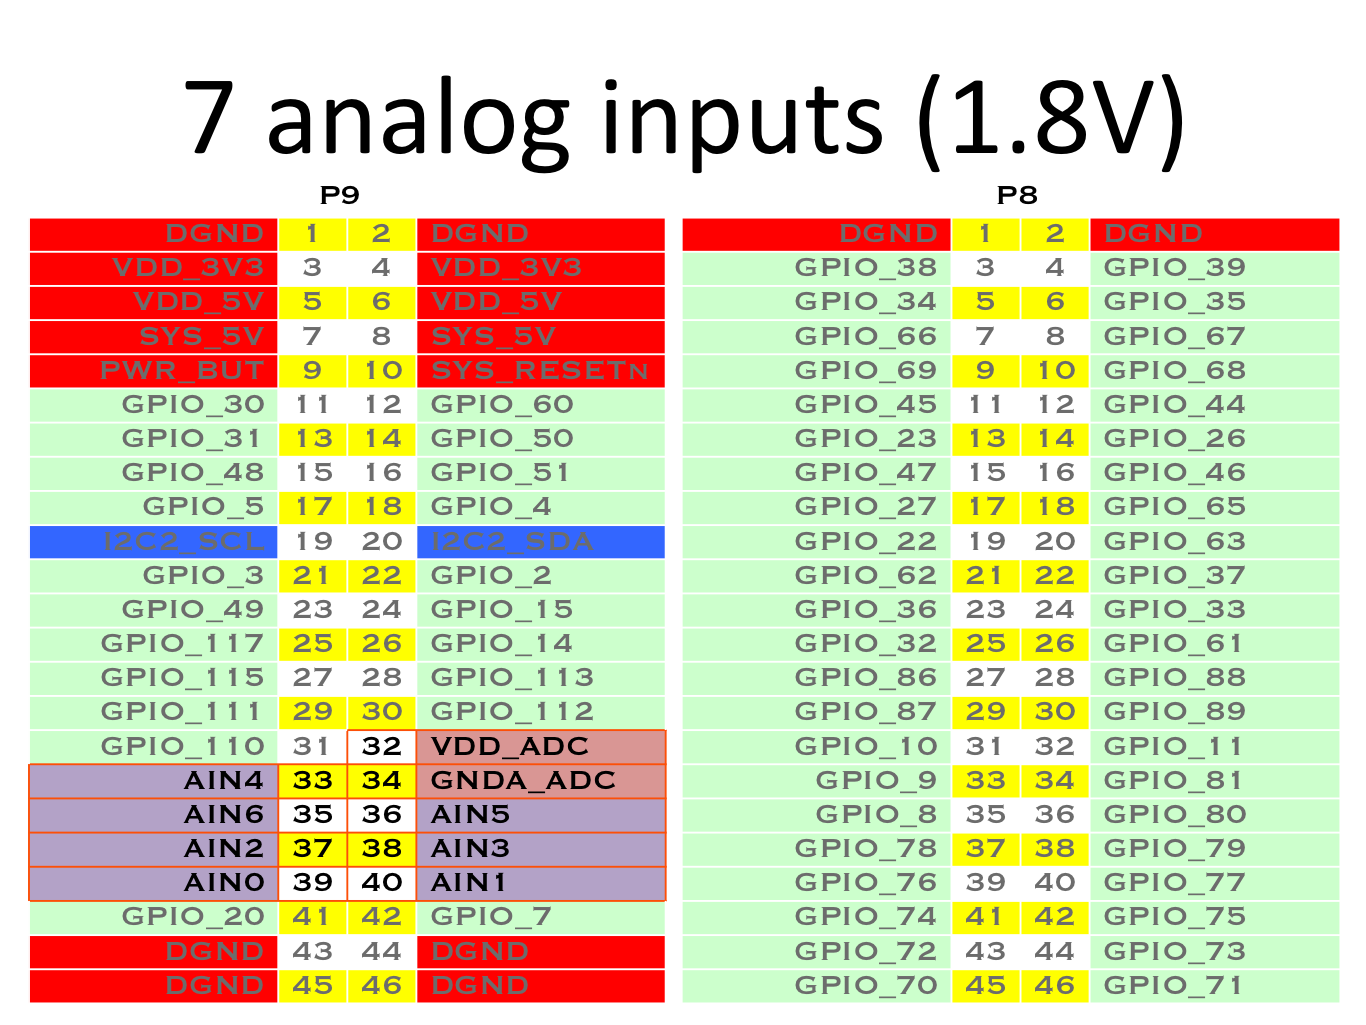 7 analog inputs (1.8V)
P9
DGND 1 2 DGND
VDD_3V3 3 4 VDD_3V3
VDD_5V 5 6 VDD_5V
SYS_5V 7 8 SYS_5V
PWR_BUT 9 10 SYS_RESETN
GPIO_30 11 12 GPIO_60
GPIO_31 13 14 GPIO_50
GPIO_48 15 16 GPIO_51
GPIO_5 17 18 GPIO_4
I2C2_SCL 19 20 I2C2_SDA
GPIO_3 21 22 GPIO_2
GPIO_49 23 24 GPIO_15
GPIO_117 25 26 GPIO_14
GPIO_115 27 28 GPIO_113
GPIO_111 29 30 GPIO_112
GPIO_110 31 32 VDD_ADC
AIN4 33 34 GNDA_ADC
AIN6 35 36 AIN5
AIN2 37 38 AIN3
AIN0 39 40 AIN1
GPIO_20 41 42 GPIO_7
DGND 43 44 DGND
DGND 45 46 DGND
P8
DGND 1 2 DGND
GPIO_38 3 4 GPIO_39
GPIO_34 5 6 GPIO_35
GPIO_66 7 8 GPIO_67
GPIO_69 9 10 GPIO_68
GPIO_45 11 12 GPIO_44
GPIO_23 13 14 GPIO_26
GPIO_47 15 16 GPIO_46
GPIO_27 17 18 GPIO_65
GPIO_22 19 20 GPIO_63
GPIO_62 21 22 GPIO_37
GPIO_36 23 24 GPIO_33
GPIO_32 25 26 GPIO_61
GPIO_86 27 28 GPIO_88
GPIO_87 29 30 GPIO_89
GPIO_10 31 32 GPIO_11
GPIO_9 33 34 GPIO_81
GPIO_8 35 36 GPIO_80
GPIO_78 37 38 GPIO_79
GPIO_76 39 40 GPIO_77
GPIO_74 41 42 GPIO_75
GPIO_72 43 44 GPIO_73
GPIO_70 45 46 GPIO_71